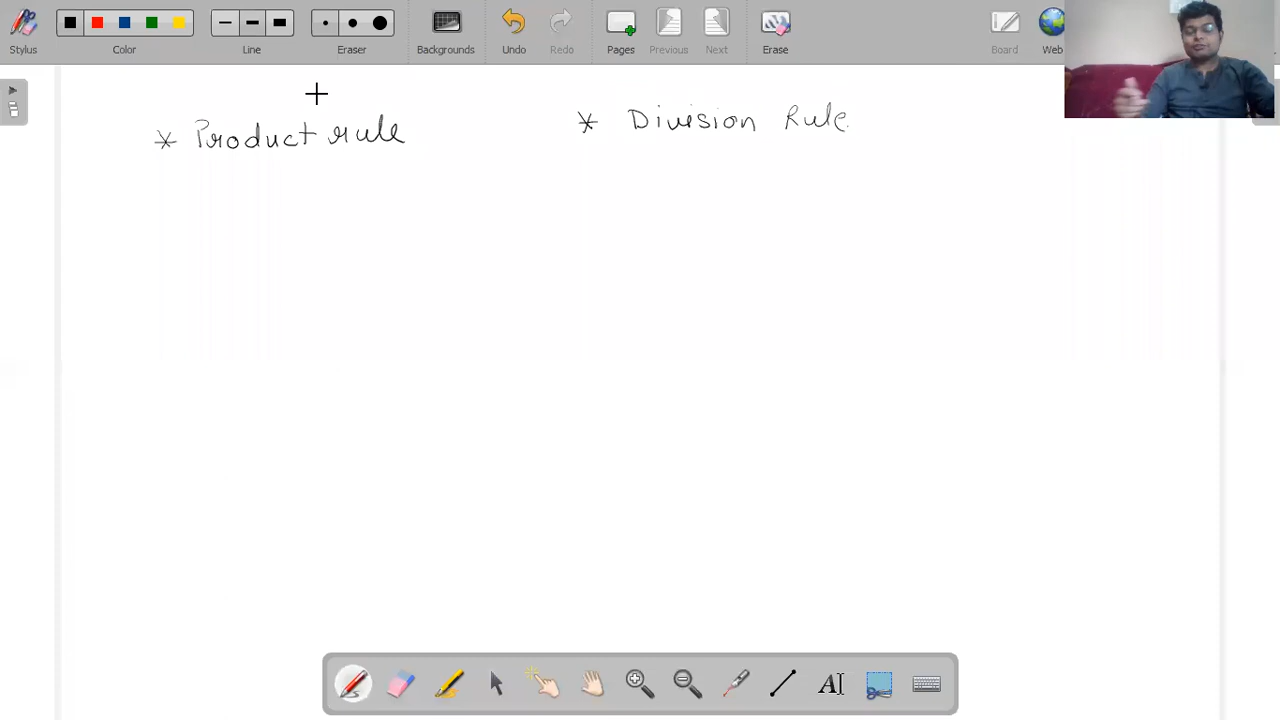 Stylus Color Line Eraser Backgrounds Undo Redo Pages Previous Next Erase Board Web
* Product rule
* Division Rule.